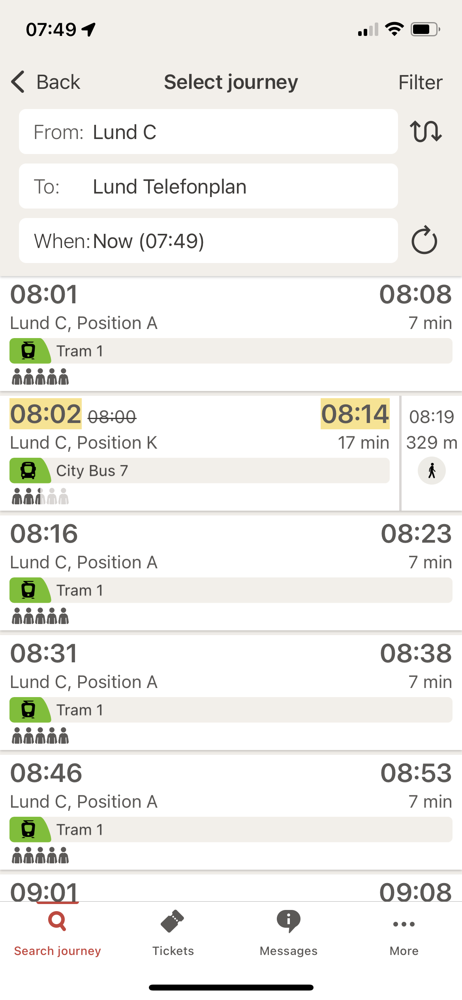 07:49
Back Select journey Filter
From: Lund C
To: Lund Telefonplan
When: Now (07:49)
08:01 08:08
Lund C, Position A 7 min
Tram 1
08:02 08:00 08:14 08:19
Lund C, Position K 17 min 329 m
City Bus 7
08:16 08:23
Lund C, Position A 7 min
Tram 1
08:31 08:38
Lund C, Position A 7 min
Tram 1
08:46 08:53
Lund C, Position A 7 min
Tram 1
09:01 09:08
Search journey Tickets Messages More